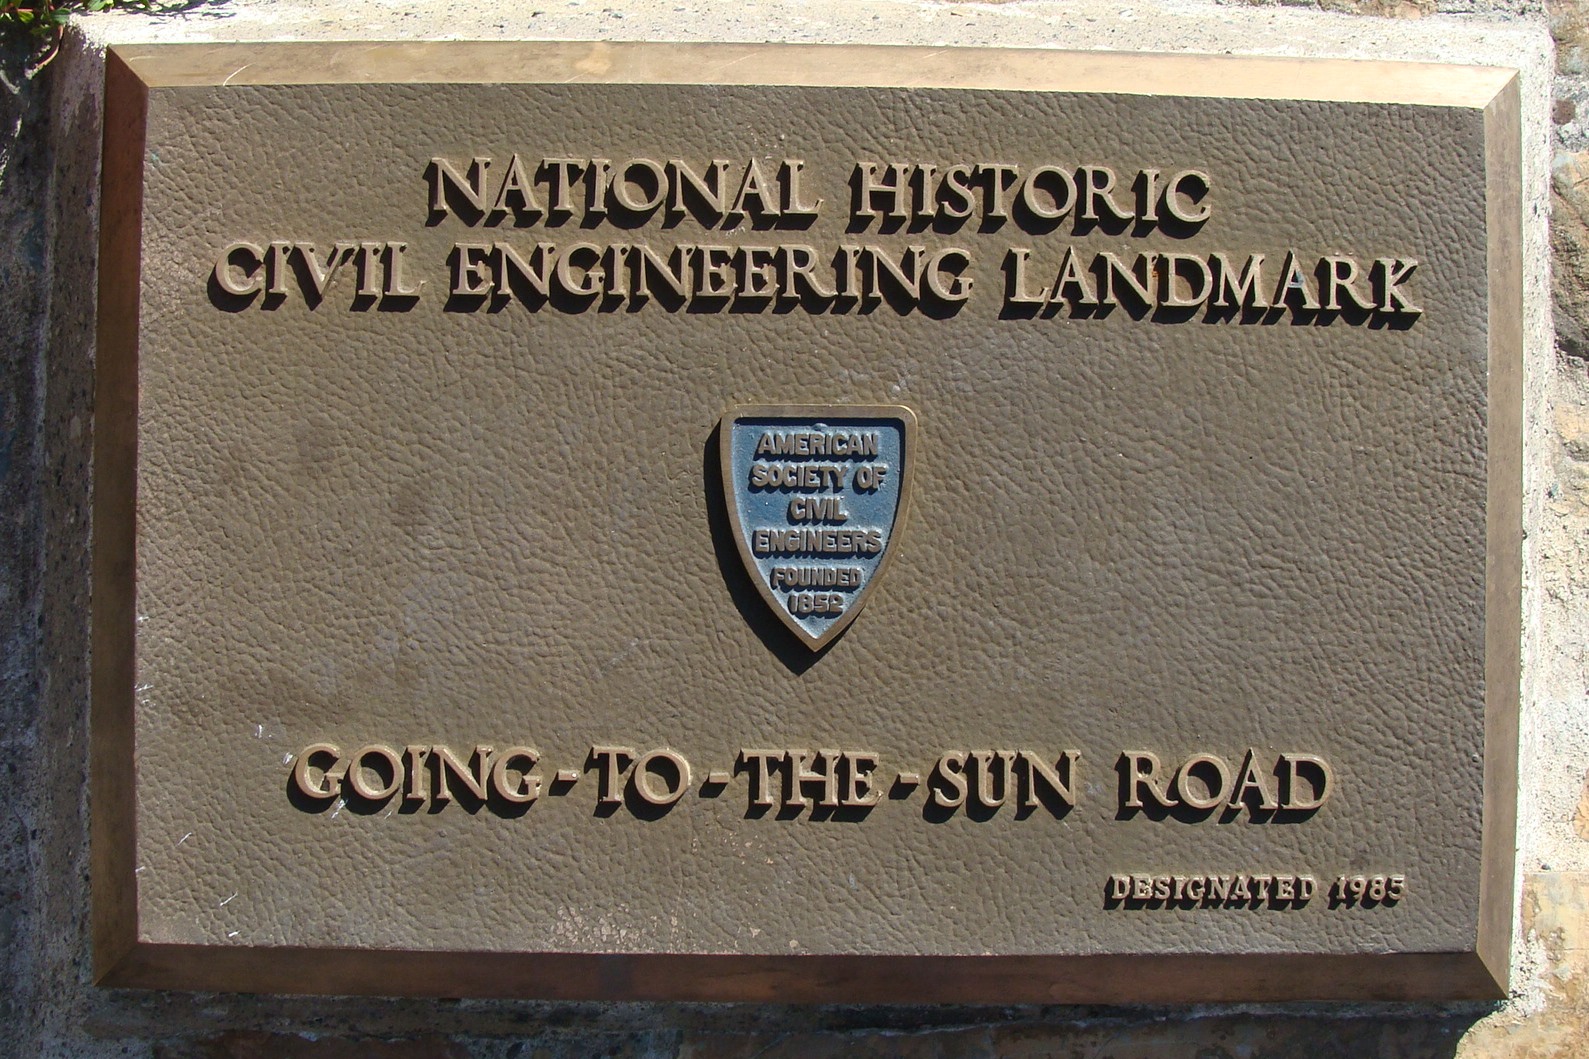 NATIONAL HISTORIC
CIVIL ENGINEERING LANDMARK
AMERICAN
SOCIETY OF
CIVIL
ENGINEERS
FOUNDED
1852
GOING-TO-THE-SUN ROAD
DESIGNATED 1985